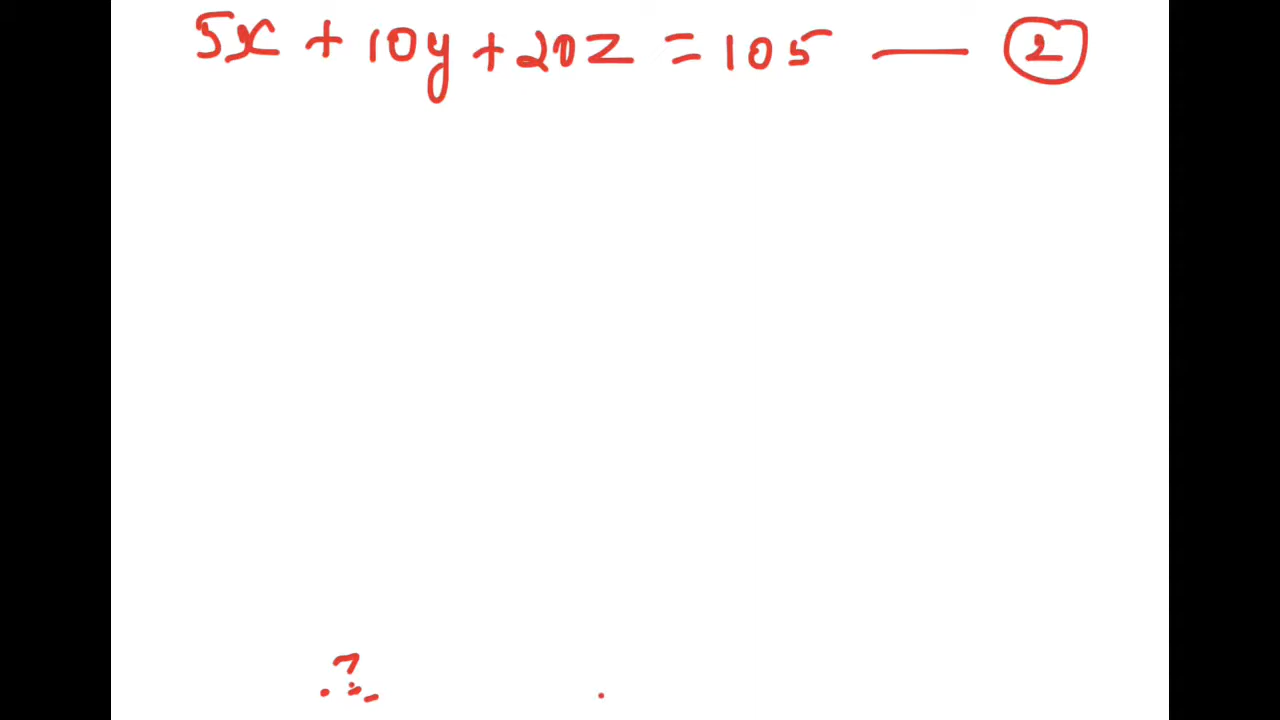 5x + 10y + 20z = 105 — 2